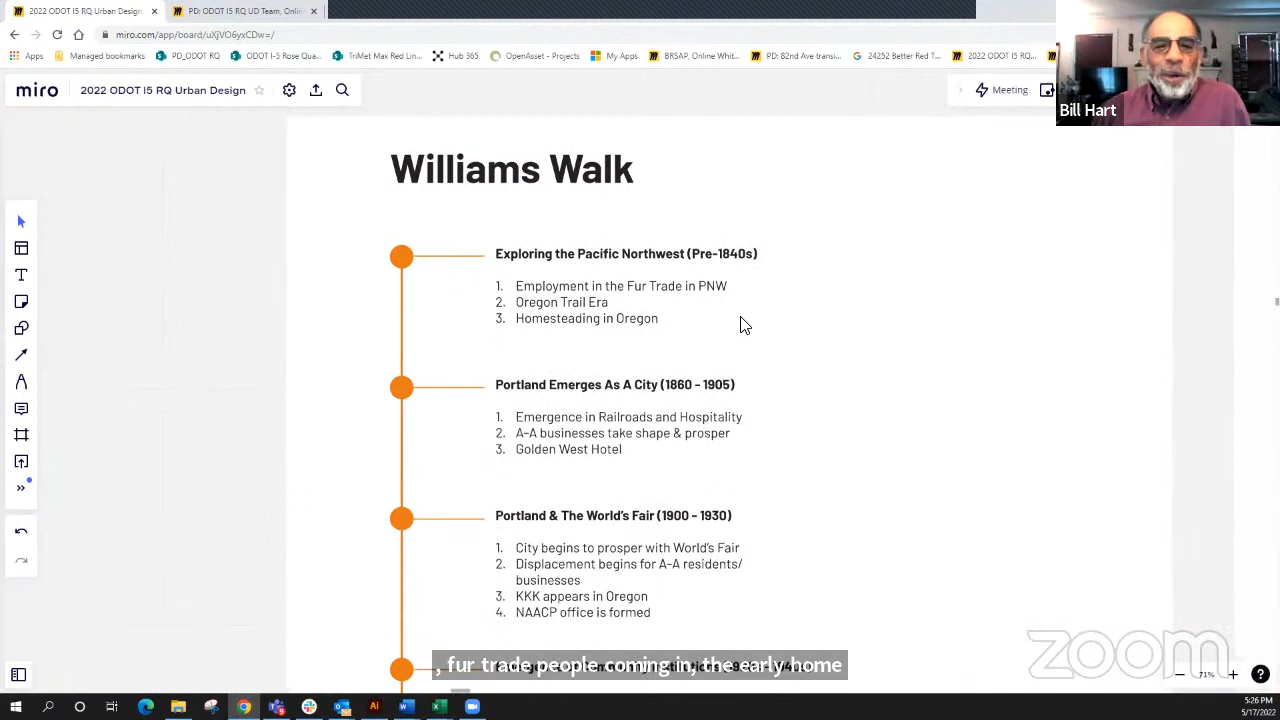 2022 ODOT I5 RQ Urban Design,
PD: ODOT RQ UD Team, Online
miro.com/app/board/uXjVO6yxCDw=/
Apps
Managed bookmarks
PD_ODOT RQ
ODOT I-5 Rose Qua...
TriMet Max Red Lin...
Hub 365
OpenAsset - Projects
My Apps
BRSAP, Online Whit...
PD: 82nd Ave transi...
24252 Better Red T...
2022 ODOT I5 RQ...
miro
2022 ODOT I5 RQ Urban Design
Meeting
Bill Hart
Williams Walk
Exploring the Pacific Northwest (Pre-1840s)
1. Employment in the Fur Trade in PNW
2. Oregon Trail Era
3. Homesteading in Oregon
Portland Emerges As A City (1860 - 1905)
1. Emergence in Railroads and Hospitality
2. A-A businesses take shape & prosper
3. Golden West Hotel
Portland & The World's Fair (1900 - 1930)
1. City begins to prosper with World's Fair
2. Displacement begins for A-A residents/
businesses
3. KKK appears in Oregon
4. NAACP office is formed
, fur trade people coming in, the early home
zoom
71%
5:26 PM
5/17/2022